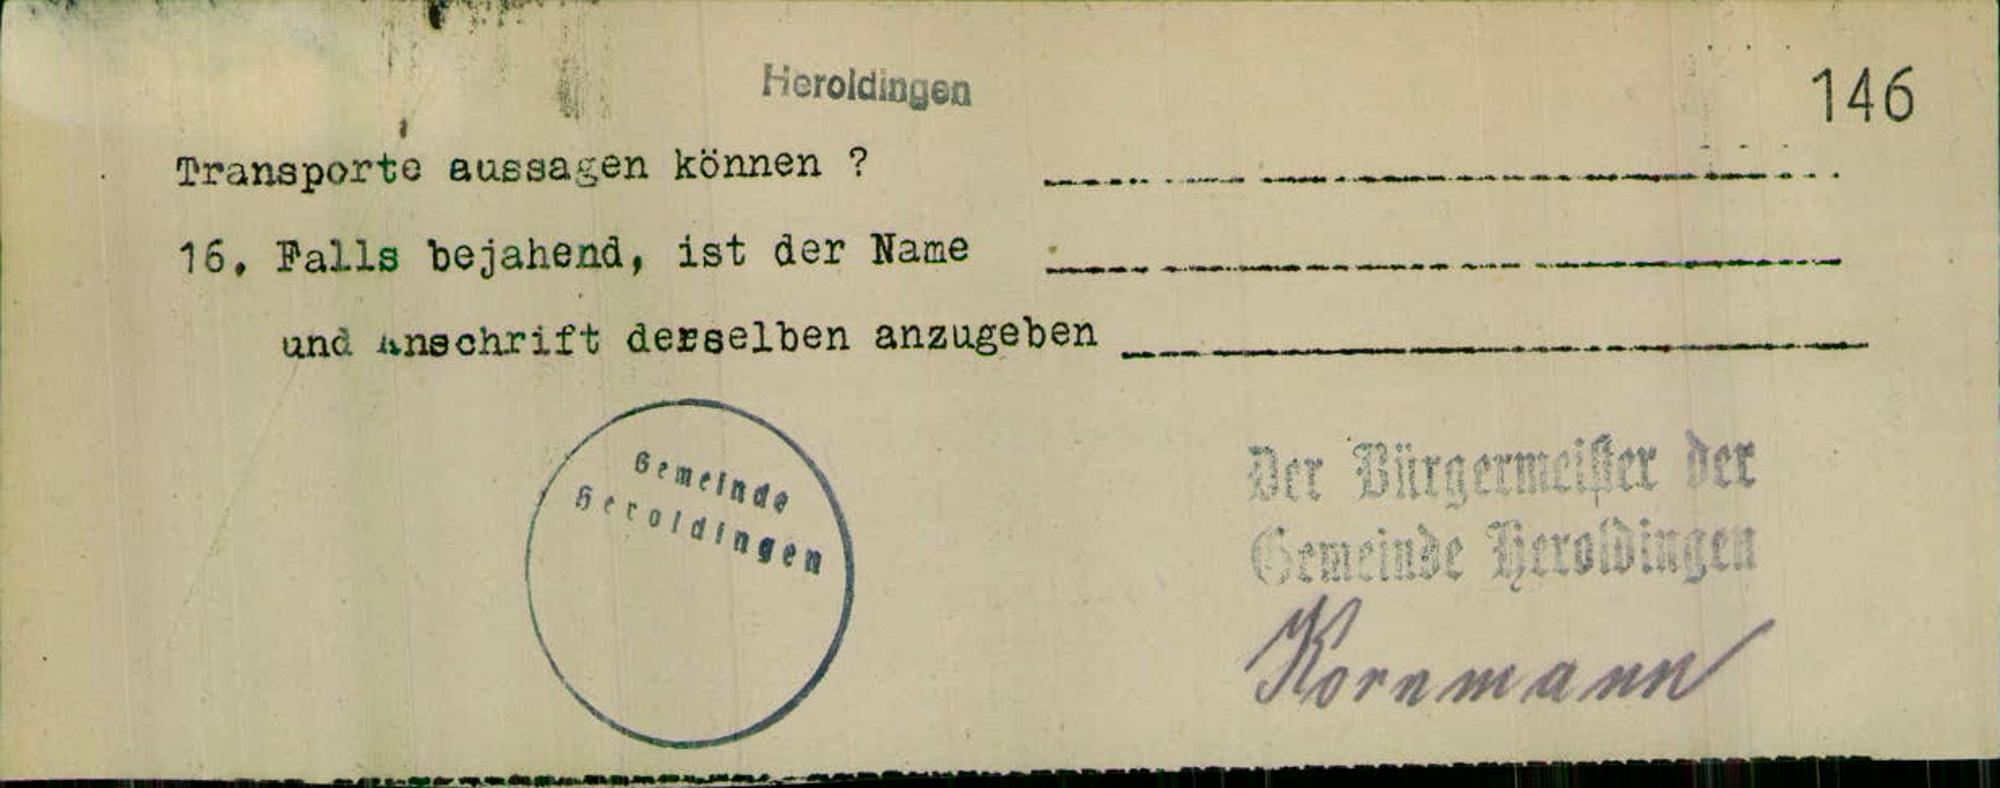 Heroldingen
146
Transporte aussagen können ?
16. Falls bejahend, ist der Name
und Anschrift derselben anzugeben
Gemeinde
Heroldingen
Der Bürgermeister der
Gemeinde Heroldingen
Kornmann